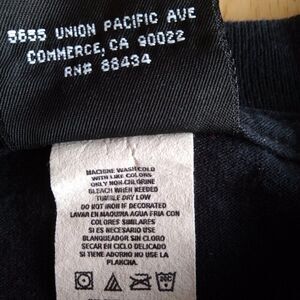 5655 UNION PACIFIC AVE
COMMERCE, CA 90022
RN# 88434
MACHINE WASH COLD
WITH LIKE COLORS
ONLY NON-CHLORINE
BLEACH WHEN NEEDED
TUMBLE DRY LOW
DO NOT IRON IF DECORATED
LAVAR EN MAQUINA AGUA FRIA CON
COLORES SIMILARES
SI ES NECESARIO USE
BLANQUEADOR SIN CLORO
SECAR EN CICLO DELICADO
SI TIENE ADORNO NO USE LA
PLANCHA.